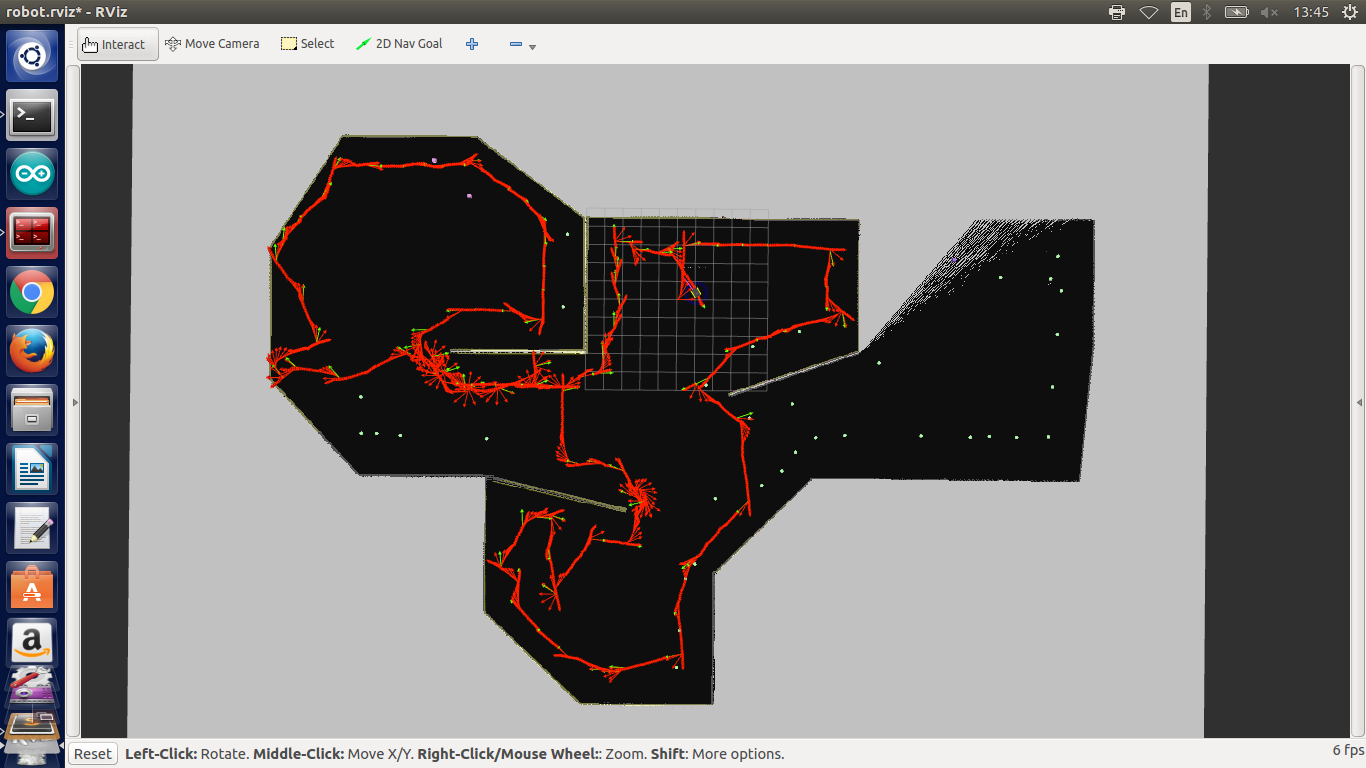 robot.rviz* - RViz
En
13:45
Interact
Move Camera
Select
2D Nav Goal
Reset
Left-Click: Rotate. Middle-Click: Move X/Y. Right-Click/Mouse Wheel:: Zoom. Shift: More options.
6 fps